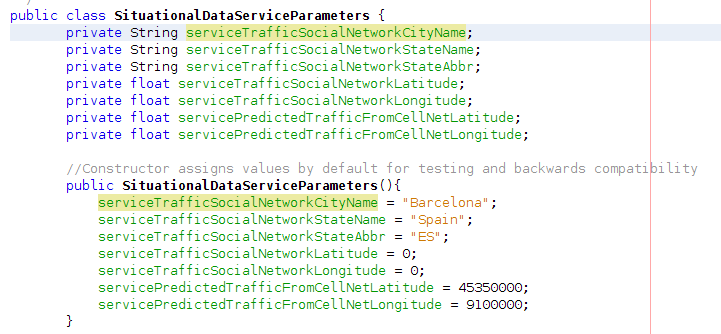 public class SituationalDataServiceParameters {
private String serviceTrafficSocialNetworkCityName;
private String serviceTrafficSocialNetworkStateName;
private String serviceTrafficSocialNetworkStateAbbr;
private float serviceTrafficSocialNetworkLatitude;
private float serviceTrafficSocialNetworkLongitude;
private float servicePredictedTrafficFromCellNetLatitude;
private float servicePredictedTrafficFromCellNetLongitude;
//Constructor assigns values by default for testing and backwards compatibility
public SituationalDataServiceParameters(){
serviceTrafficSocialNetworkCityName = "Barcelona";
serviceTrafficSocialNetworkStateName = "Spain";
serviceTrafficSocialNetworkStateAbbr = "ES";
serviceTrafficSocialNetworkLatitude = 0;
serviceTrafficSocialNetworkLongitude = 0;
servicePredictedTrafficFromCellNetLatitude = 45350000;
servicePredictedTrafficFromCellNetLongitude = 9100000;
}